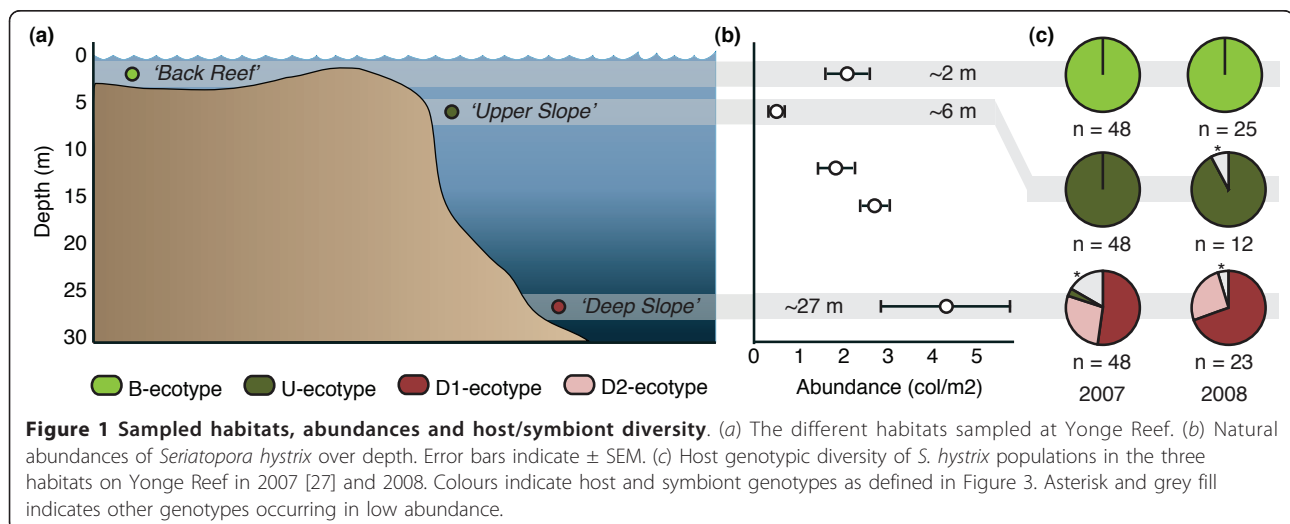 (a)
(b)
(c)
0
5
10
15
20
25
30
Depth (m)
'Back Reef'
'Upper Slope'
'Deep Slope'
~2 m
~6 m
~27 m
0 1 2 3 4 5
Abundance (col/m2)
n = 48
n = 25
*
n = 48
n = 12
*
*
n = 48
n = 23
2007
2008
B-ecotype
U-ecotype
D1-ecotype
D2-ecotype
Figure 1 Sampled habitats, abundances and host/symbiont diversity. (a) The different habitats sampled at Yonge Reef. (b) Natural
abundances of Seriatopora hystrix over depth. Error bars indicate ± SEM. (c) Host genotypic diversity of S. hystrix populations in the three
habitats on Yonge Reef in 2007 [27] and 2008. Colours indicate host and symbiont genotypes as defined in Figure 3. Asterisk and grey fill
indicates other genotypes occurring in low abundance.